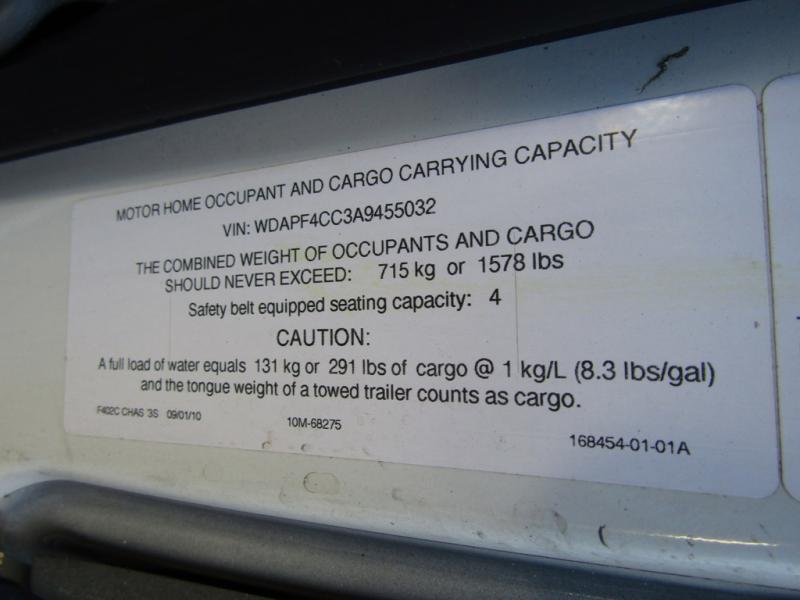 MOTOR HOME OCCUPANT AND CARGO CARRYING CAPACITY
VIN: WDAPF4CC3A9455032
THE COMBINED WEIGHT OF OCCUPANTS AND CARGO
SHOULD NEVER EXCEED: 715 kg or 1578 lbs
Safety belt equipped seating capacity: 4
CAUTION:
A full load of water equals 131 kg or 291 lbs of cargo @ 1 kg/L (8.3 lbs/gal)
and the tongue weight of a towed trailer counts as cargo.
F402C CHAS 3S 09/01/10
10M-68275
168454-01-01A